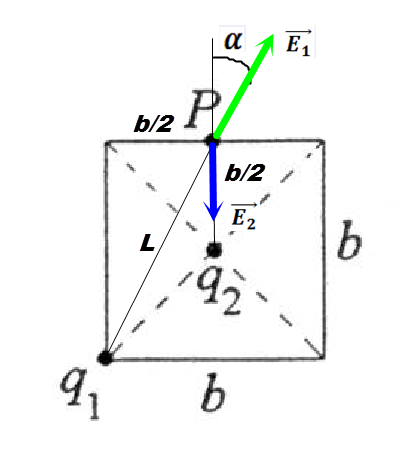 α
E₁
b/2
P
b/2
E₂
L
b
q₂
q₁
b